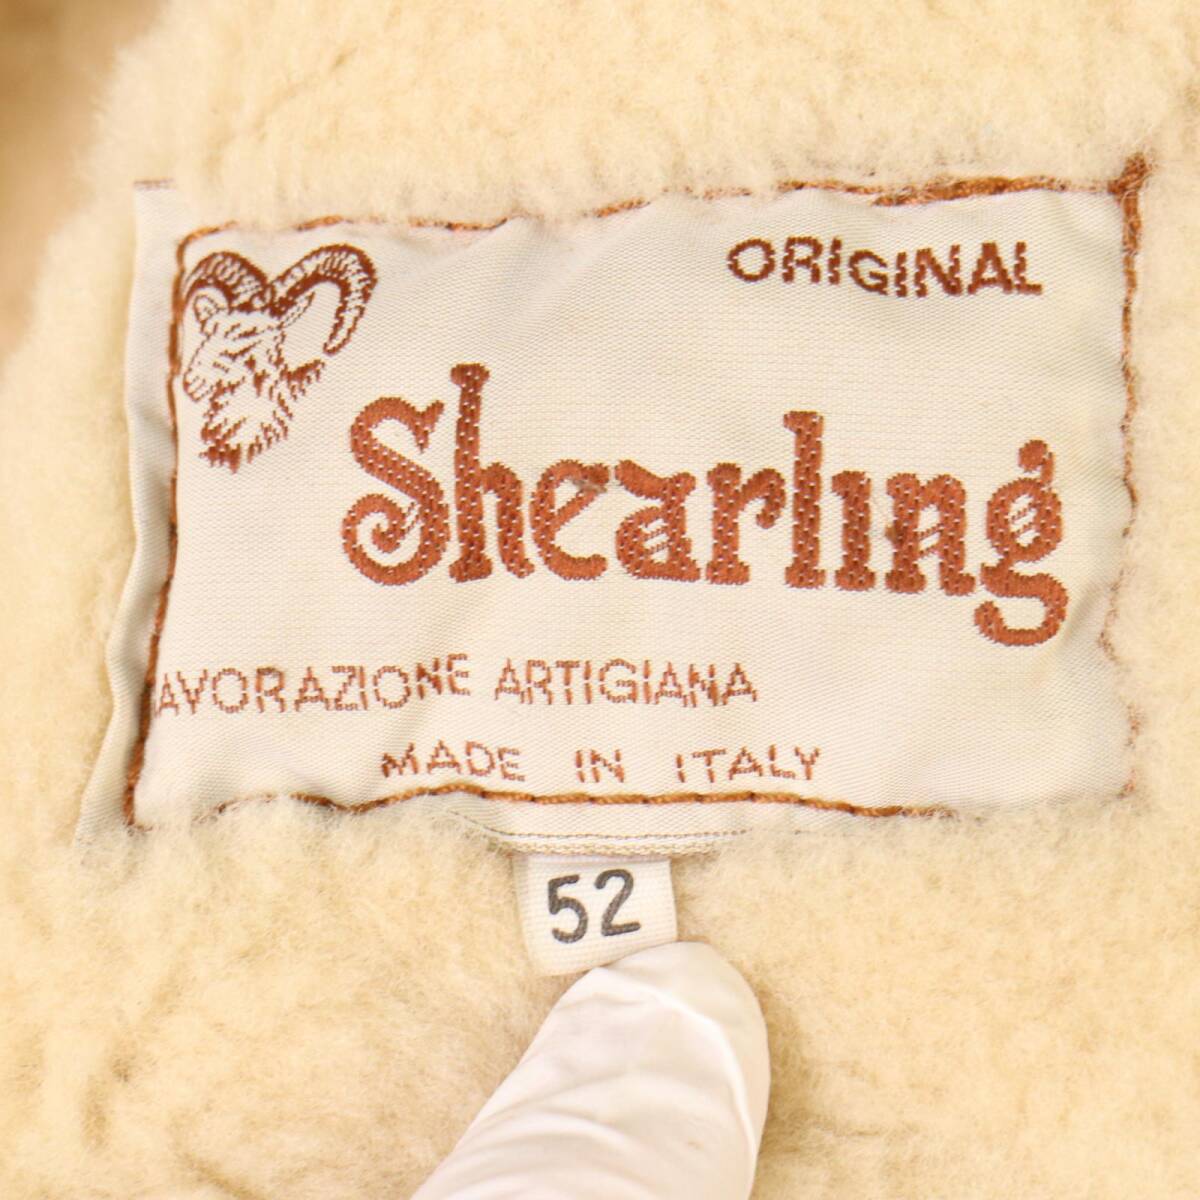 ORIGINAL
Shearling
LAVORAZIONE ARTIGIANA
MADE IN ITALY
52